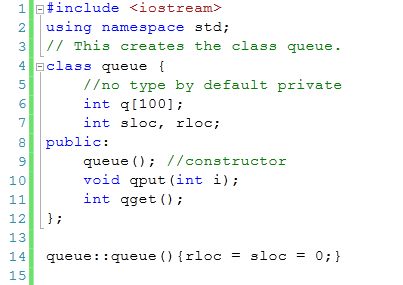 1 #include <iostream>
2 using namespace std;
3 // This creates the class queue.
4 class queue {
5     //no type by default private
6     int q[100];
7     int sloc, rloc;
8 public:
9     queue(); //constructor
10     void qput(int i);
11     int qget();
12 };
13
14 queue::queue(){rloc = sloc = 0;}
15